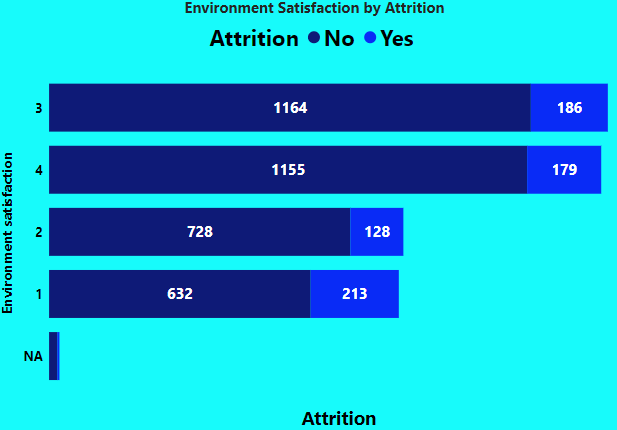 Environment Satisfaction by Attrition
Attrition No Yes
Environment satisfaction
3 1164 186
4 1155 179
2 728 128
1 632 213
NA
Attrition